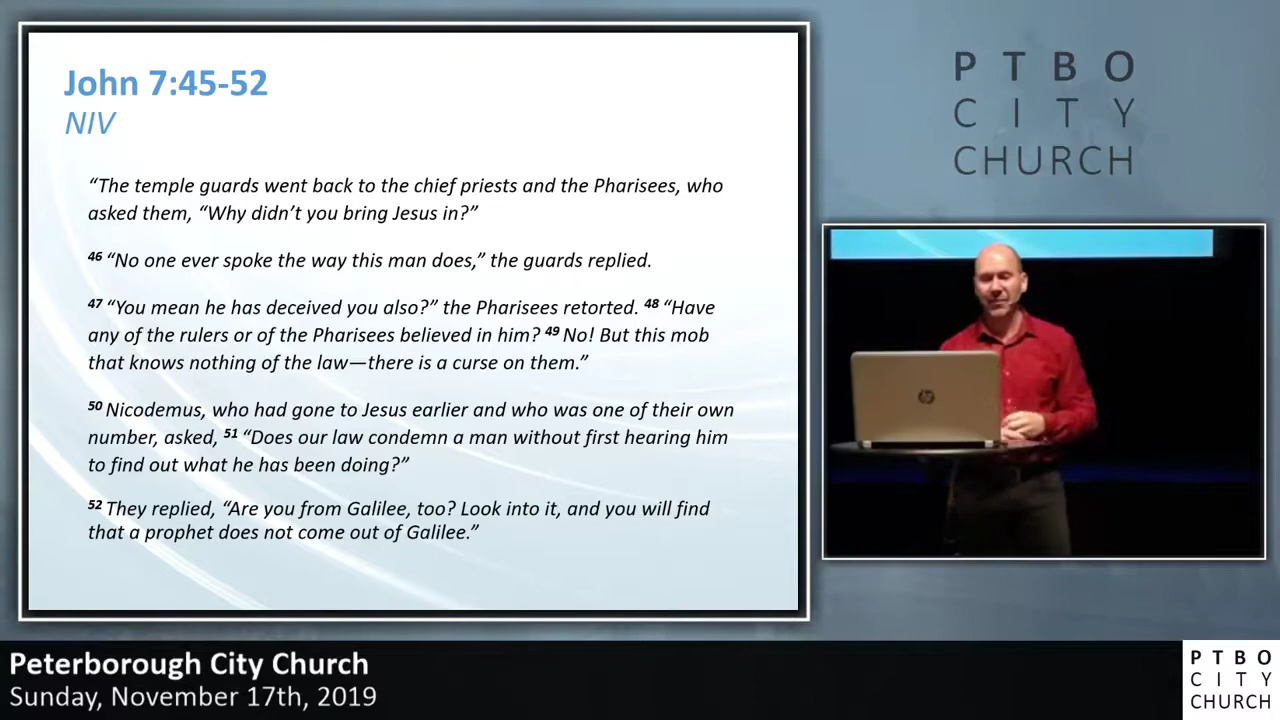 John 7:45-52
NIV
“The temple guards went back to the chief priests and the Pharisees, who
asked them, “Why didn’t you bring Jesus in?”
46 “No one ever spoke the way this man does,” the guards replied.
47 “You mean he has deceived you also?” the Pharisees retorted. 48 “Have
any of the rulers or of the Pharisees believed in him? 49 No! But this mob
that knows nothing of the law—there is a curse on them.”
50 Nicodemus, who had gone to Jesus earlier and who was one of their own
number, asked, 51 “Does our law condemn a man without first hearing him
to find out what he has been doing?”
52 They replied, “Are you from Galilee, too? Look into it, and you will find
that a prophet does not come out of Galilee.”
PTBO
CITY
CHURCH
hp
Peterborough City Church
Sunday, November 17th, 2019
PTBO
CITY
CHURCH